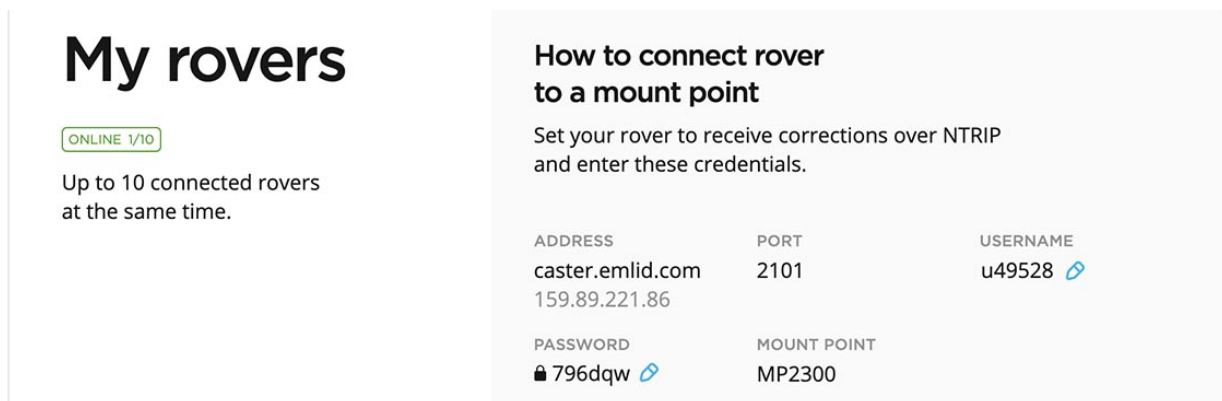 My rovers
ONLINE 1/10
Up to 10 connected rovers
at the same time.
How to connect rover
to a mount point
Set your rover to receive corrections over NTRIP
and enter these credentials.
ADDRESS PORT USERNAME
caster.emlid.com 2101 u49528
159.89.221.86
PASSWORD MOUNT POINT
796dqw MP2300